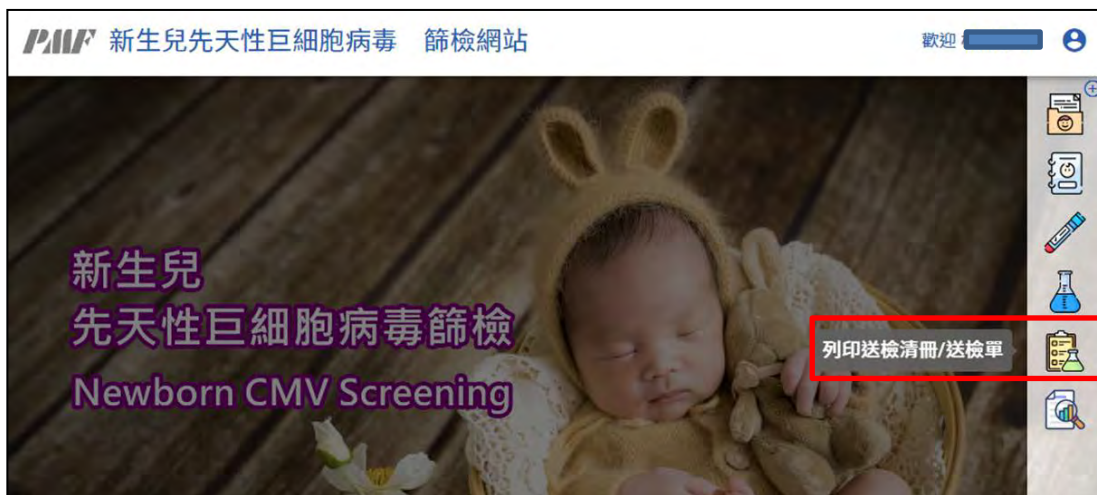 PMF 新生兒先天性巨細胞病毒 篩檢網站
歡迎
新生兒
先天性巨細胞病毒篩檢
Newborn CMV Screening
列印送檢清冊/送檢單